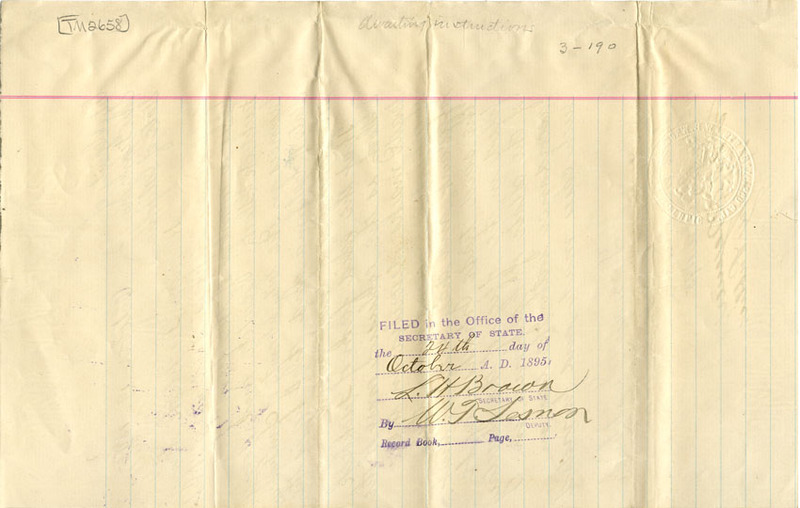 [TM2658]
Awaiting instructions
3-190
FILED in the Office of the
SECRETARY OF STATE,
the 24th day of
October A. D. 1895,
L. H. Brown
SECRETARY OF STATE
By W. T. Lemon
DEPUTY.
Record Book, Page,